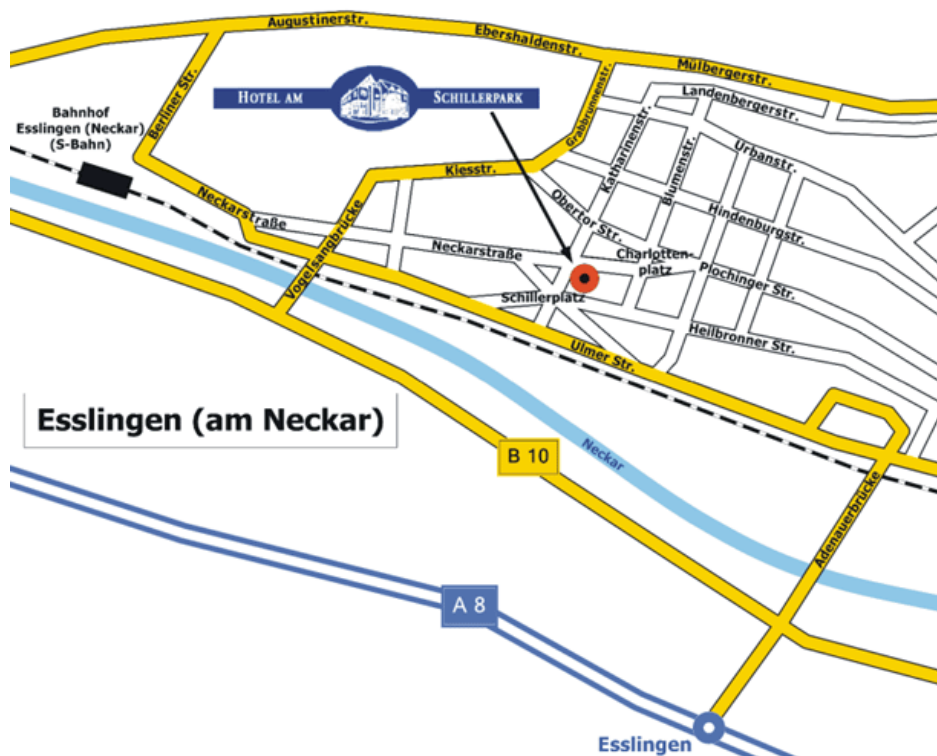 Augustinerstr.
Ebershaldenstr.
Mülbergerstr.
Berliner Str.
HOTEL AM
SCHILLERPARK
Grabbrunnenstr.
Landenbergerstr.
Bahnhof
Esslingen (Neckar)
(S-Bahn)
Katharinenstr.
Urbanstr.
Kiesstr.
Blumenstr.
Obertor Str.
Hindenburgstr.
Neckarstraße
Vogelsangbrücke
Neckarstraße
Charlotten-
platz
Plochinger Str.
Schillerplatz
Heilbronner Str.
Ulmer Str.
Esslingen (am Neckar)
B 10
Neckar
Adenauerbrücke
A 8
Esslingen